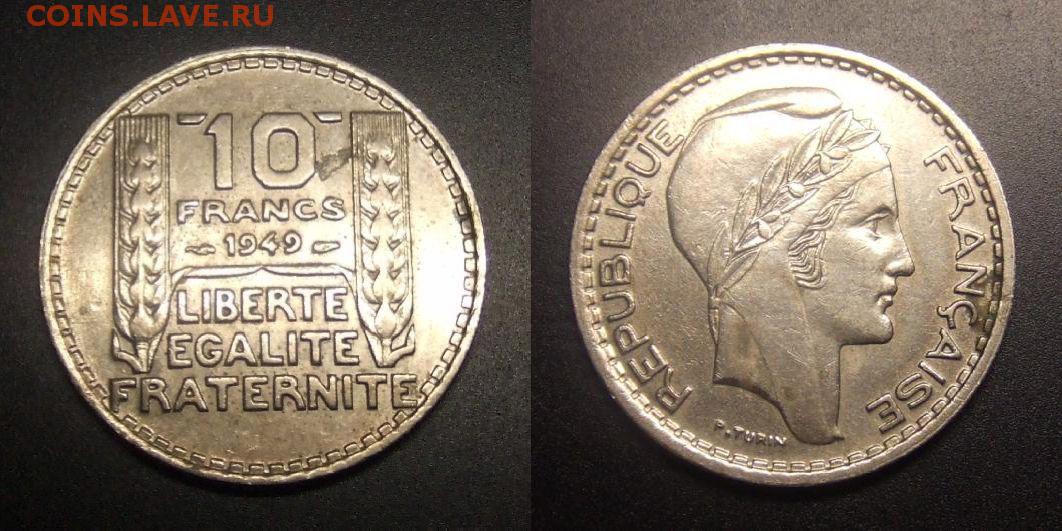 COINS.LAVE.RU
10
FRANCS
1949
LIBERTE
EGALITE
FRATERNITE
REPUBLIQUE FRANÇAISE
P.TURIN